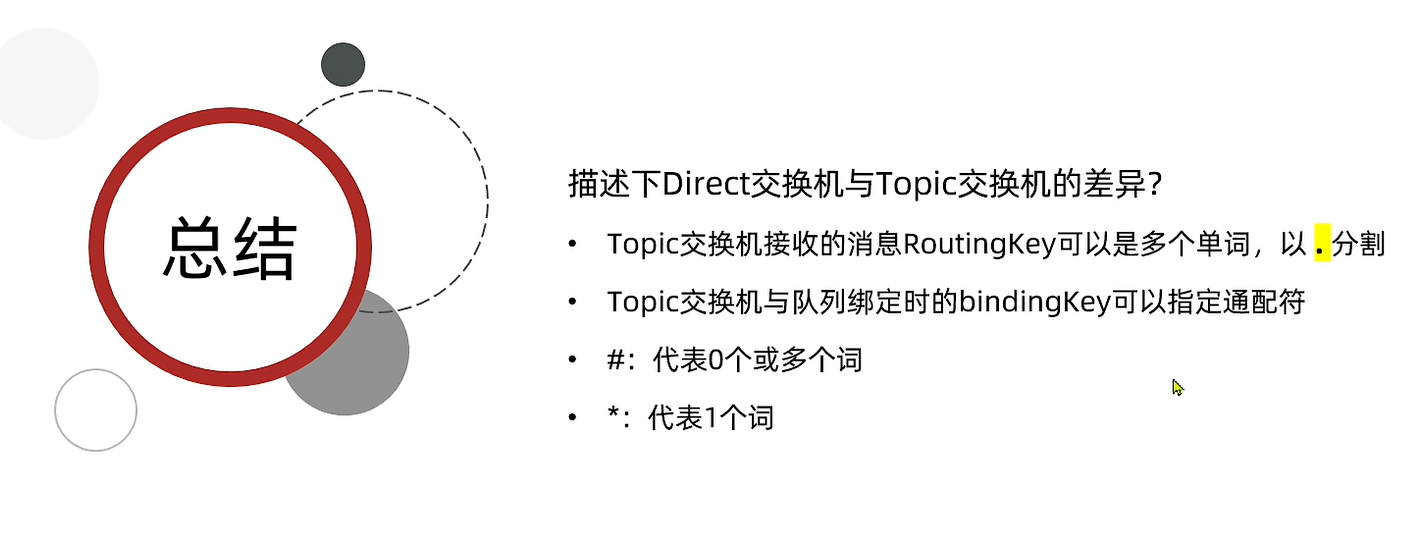 总结
描述下Direct交换机与Topic交换机的差异?
• Topic交换机接收的消息RoutingKey可以是多个单词，以 . 分割
• Topic交换机与队列绑定时的bindingKey可以指定通配符
• #：代表0个或多个词
• *：代表1个词